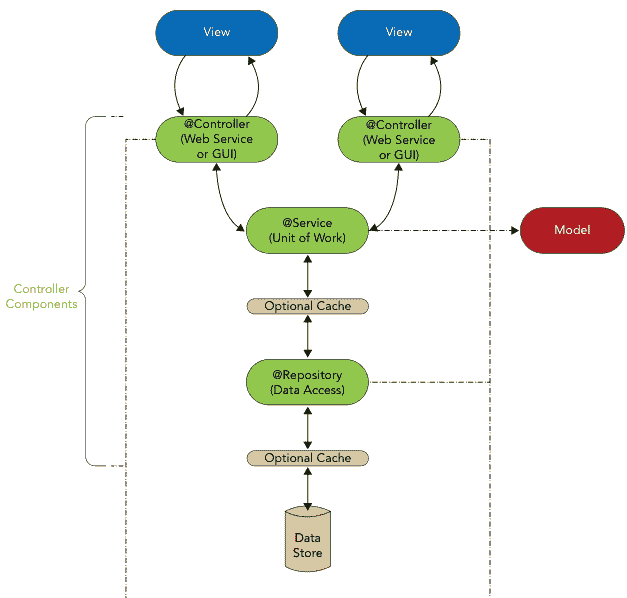 View
View
@Controller
(Web Service
or GUI)
@Controller
(Web Service
or GUI)
@Service
(Unit of Work)
Model
Controller
Components
Optional Cache
@Repository
(Data Access)
Optional Cache
Data
Store